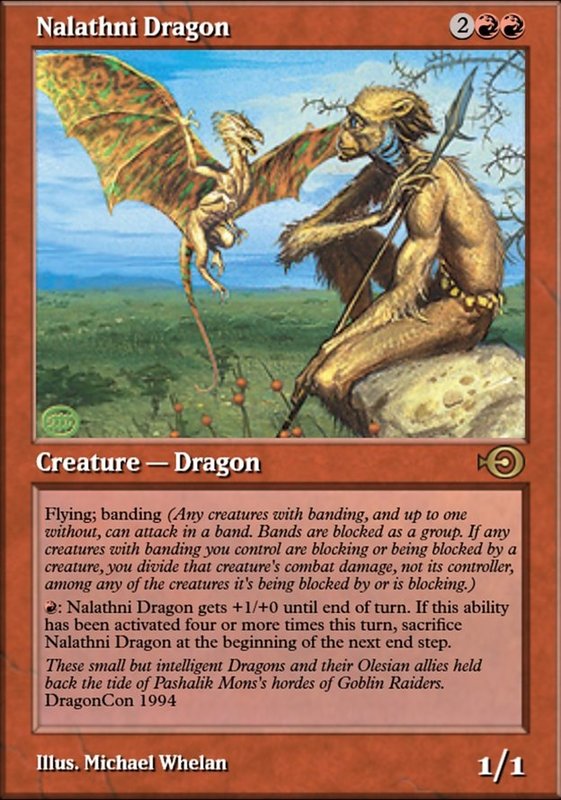 Nalathni Dragon 2
Creature — Dragon
Flying; banding (Any creatures with banding, and up to one
without, can attack in a band. Bands are blocked as a group. If any
creatures with banding you control are blocking or being blocked by a
creature, you divide that creature's combat damage, not its controller,
among any of the creatures it's being blocked by or is blocking.)
: Nalathni Dragon gets +1/+0 until end of turn. If this ability
has been activated four or more times this turn, sacrifice
Nalathni Dragon at the beginning of the next end step.
These small but intelligent Dragons and their Olesian allies held
back the tide of Pashalik Mons's hordes of Goblin Raiders.
DragonCon 1994
Illus. Michael Whelan 1/1